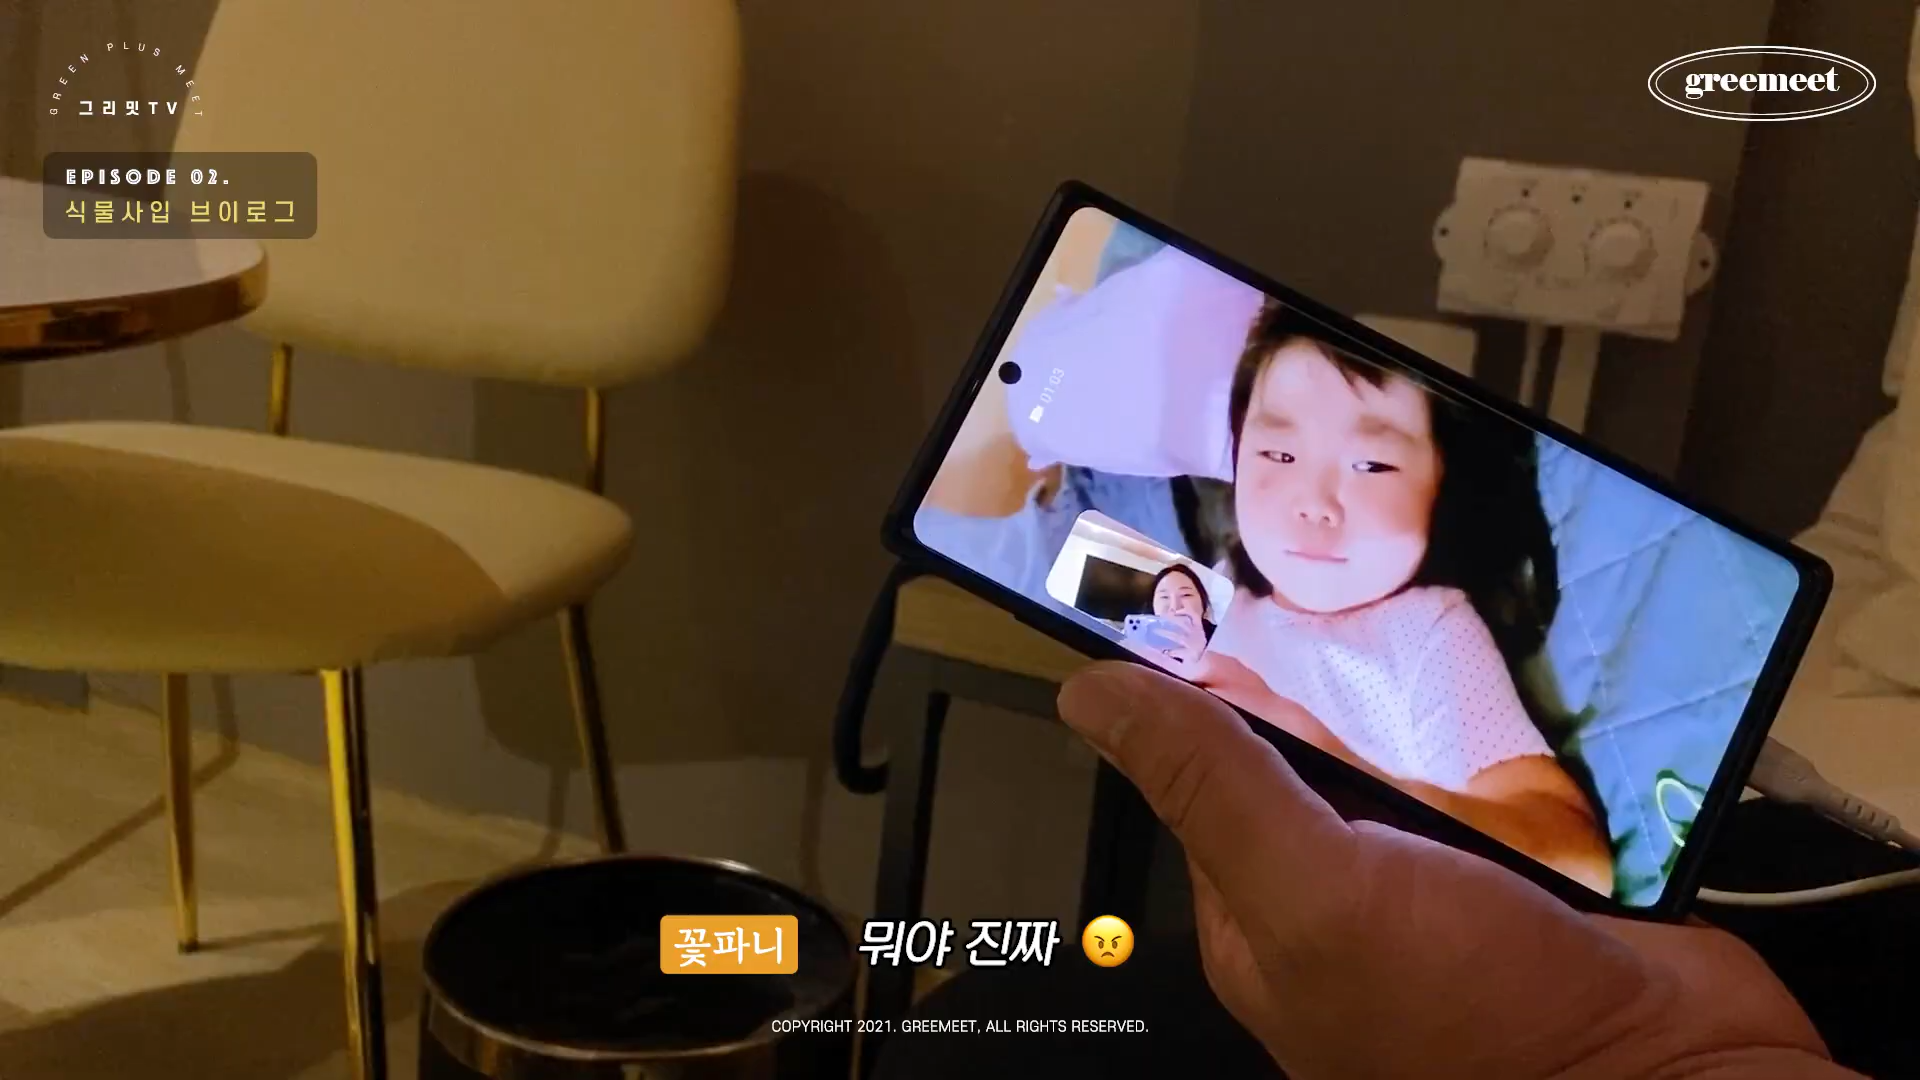 GREEN PLUS MEET
그리밋TV
greemeet
EPISODE 02.
식물사입 브이로그
01:03
꽃파니 뭐야 진짜 😠
COPYRIGHT 2021. GREEMEET, ALL RIGHTS RESERVED.